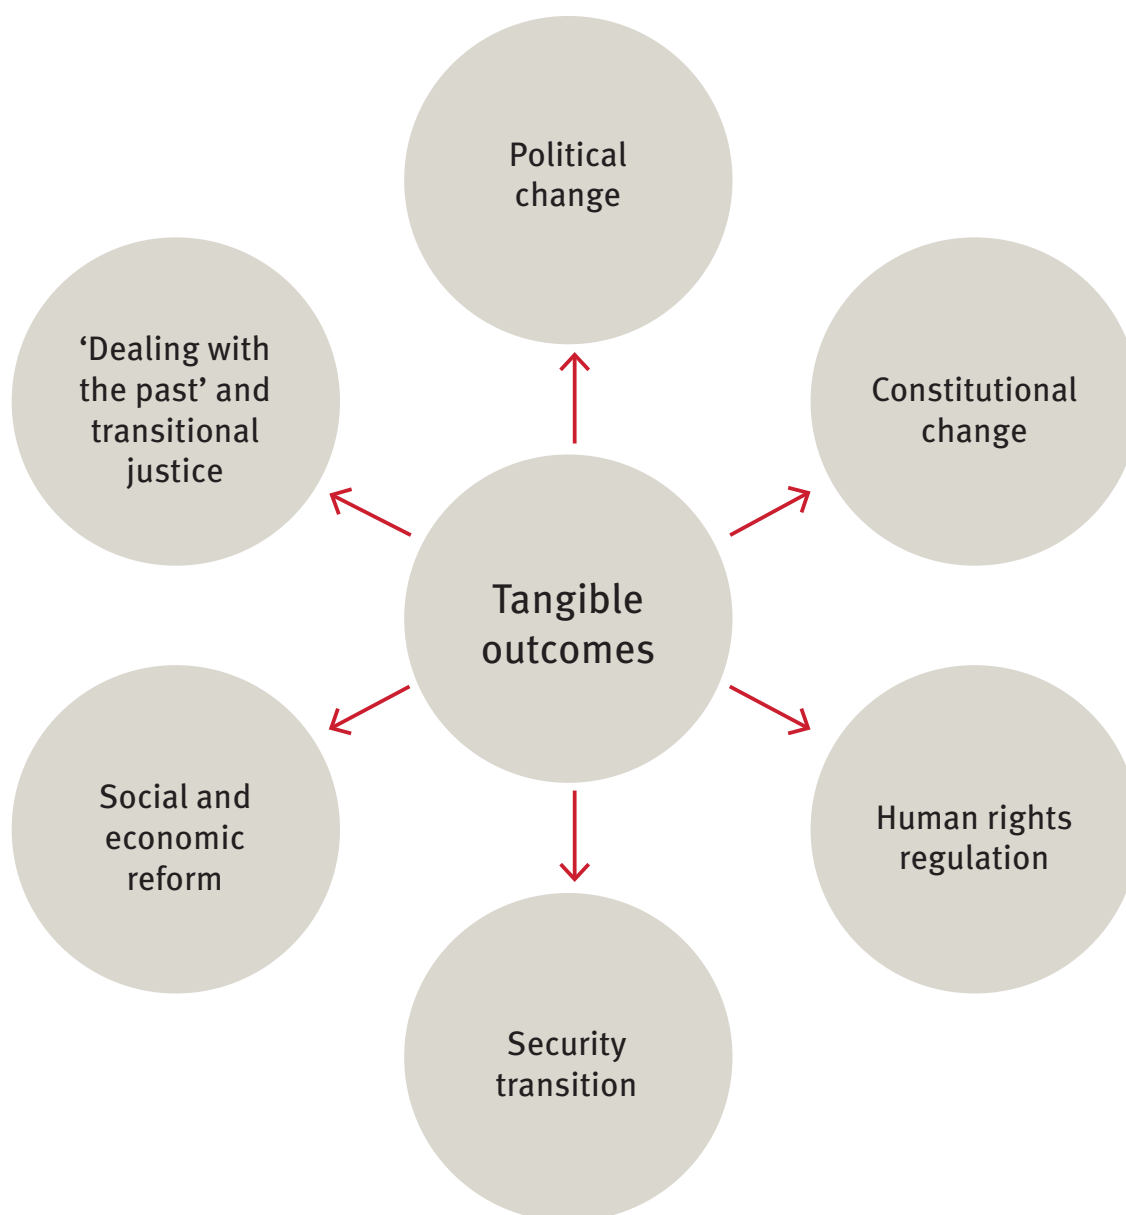 Political
change
‘Dealing with
the past’ and
transitional
justice
Constitutional
change
Tangible
outcomes
Social and
economic
reform
Human rights
regulation
Security
transition